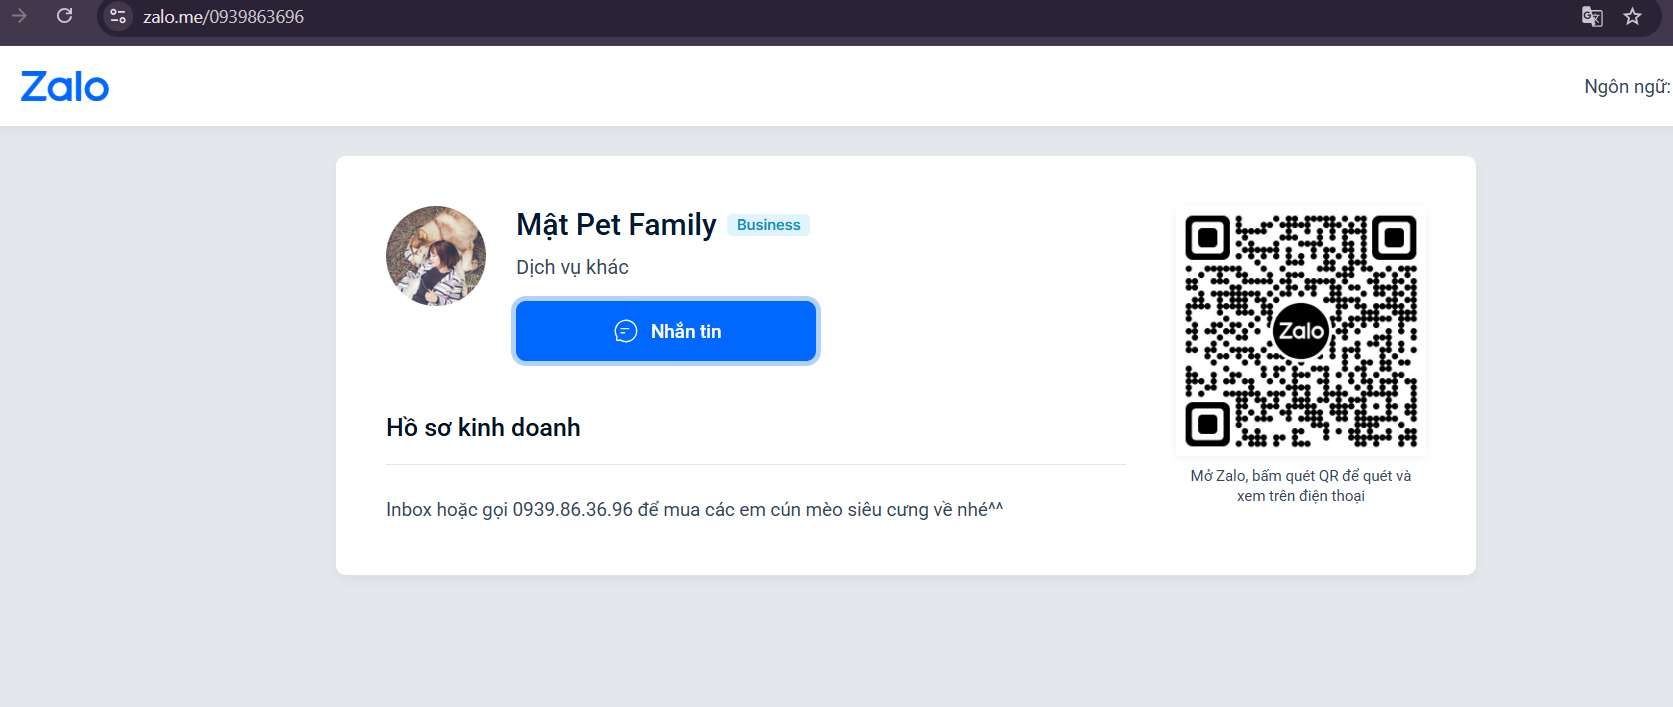 zalo.me/0939863696
Zalo
Ngôn ngữ:
Mật Pet Family Business
Dịch vụ khác
Nhắn tin
Zalo
Hồ sơ kinh doanh
Mở Zalo, bấm quét QR để quét và
xem trên điện thoại
Inbox hoặc gọi 0939.86.36.96 để mua các em cún mèo siêu cưng về nhé^^